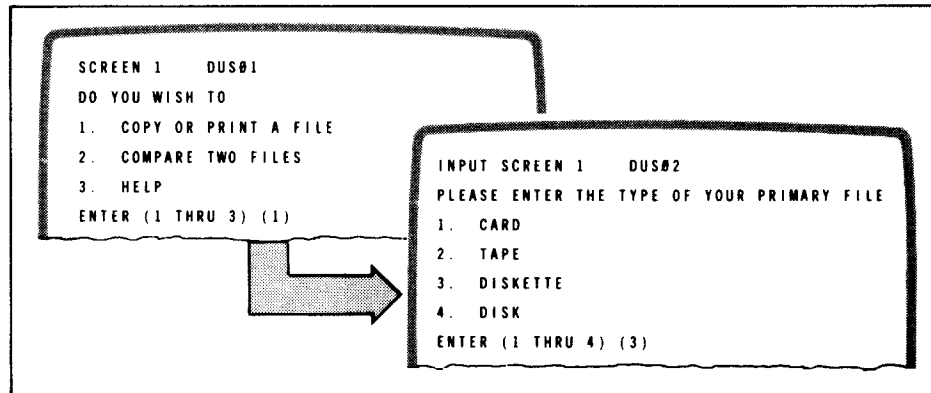 SCREEN 1 DUSØ1
DO YOU WISH TO
1. COPY OR PRINT A FILE
2. COMPARE TWO FILES
3. HELP
ENTER (1 THRU 3) (1)
INPUT SCREEN 1 DUSØ2
PLEASE ENTER THE TYPE OF YOUR PRIMARY FILE
1. CARD
2. TAPE
3. DISKETTE
4. DISK
ENTER (1 THRU 4) (3)